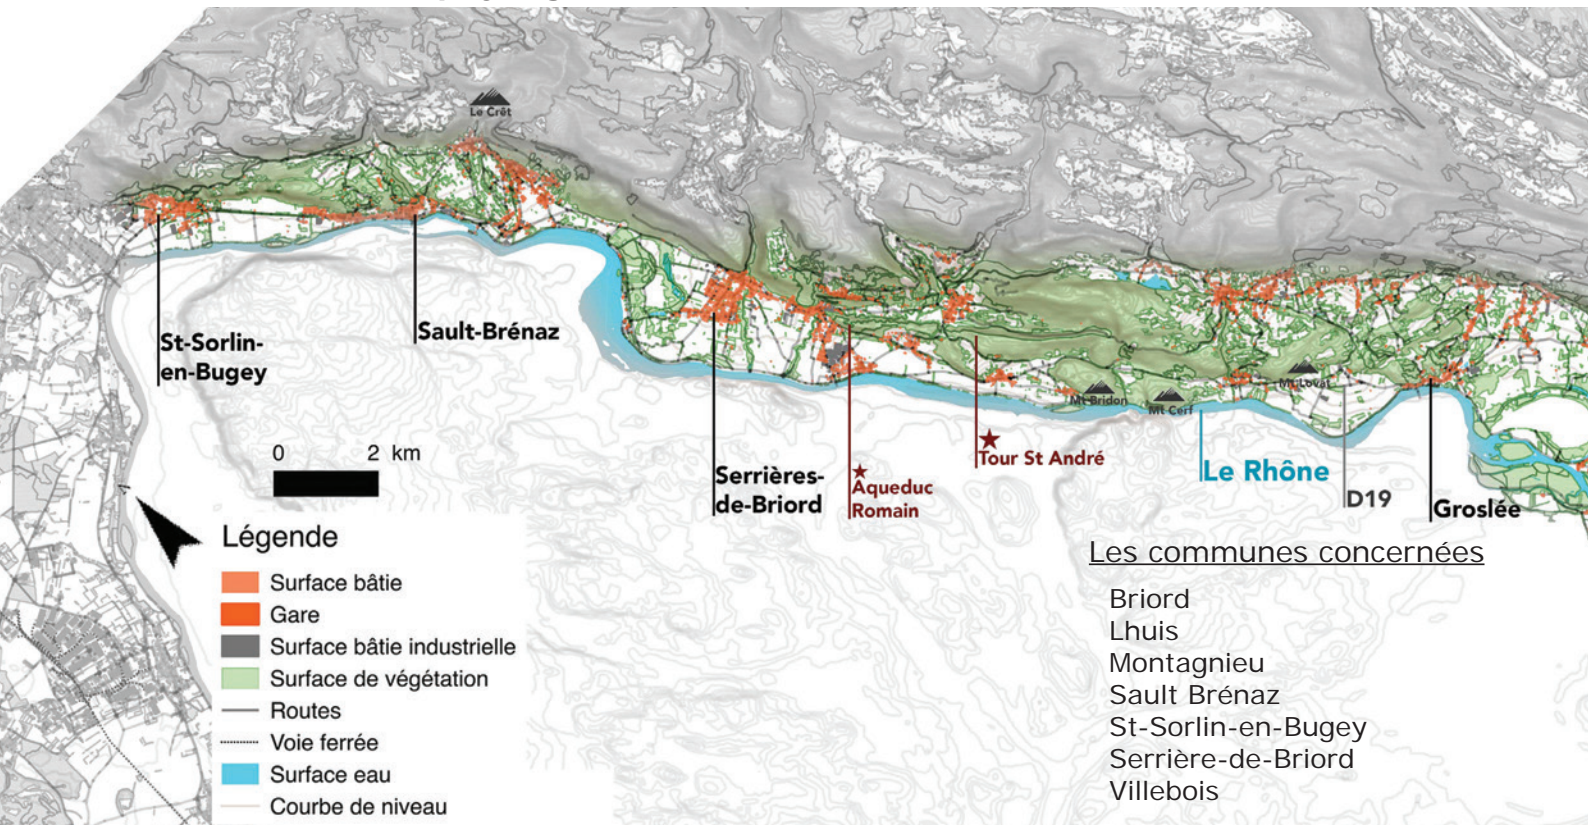 Le Crêt
St-Sorlin-
en-Bugey
Sault-Brénaz
Serrières-
de-Briord
Aqueduc
Romain
Tour St André
Mt Bridon
Mt Cerf
Mt Lovat
Le Rhône
D19
Groslée
0 2 km
Légende
Surface bâtie
Gare
Surface bâtie industrielle
Surface de végétation
Routes
Voie ferrée
Surface eau
Courbe de niveau
Les communes concernées
Briord
Lhuis
Montagnieu
Sault Brénaz
St-Sorlin-en-Bugey
Serrière-de-Briord
Villebois